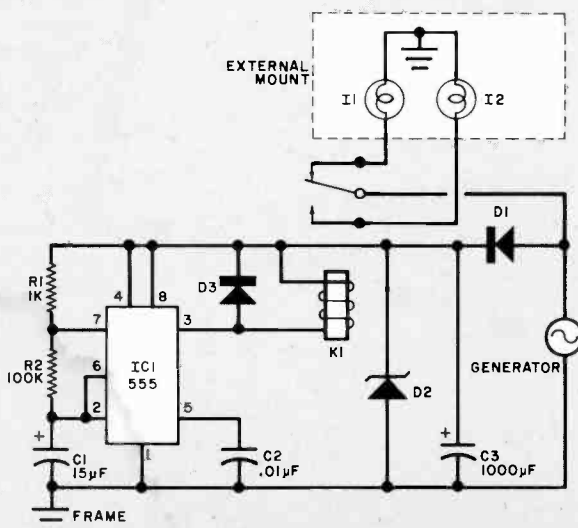 EXTERNAL
MOUNT
I1
I2
D1
R1
1K
4
8
D3
7
3
K1
R2
100K
6
IC1
555
GENERATOR
2
5
D2
+
C1
15µF
1
C2
.01µF
+
C3
1000µF
FRAME